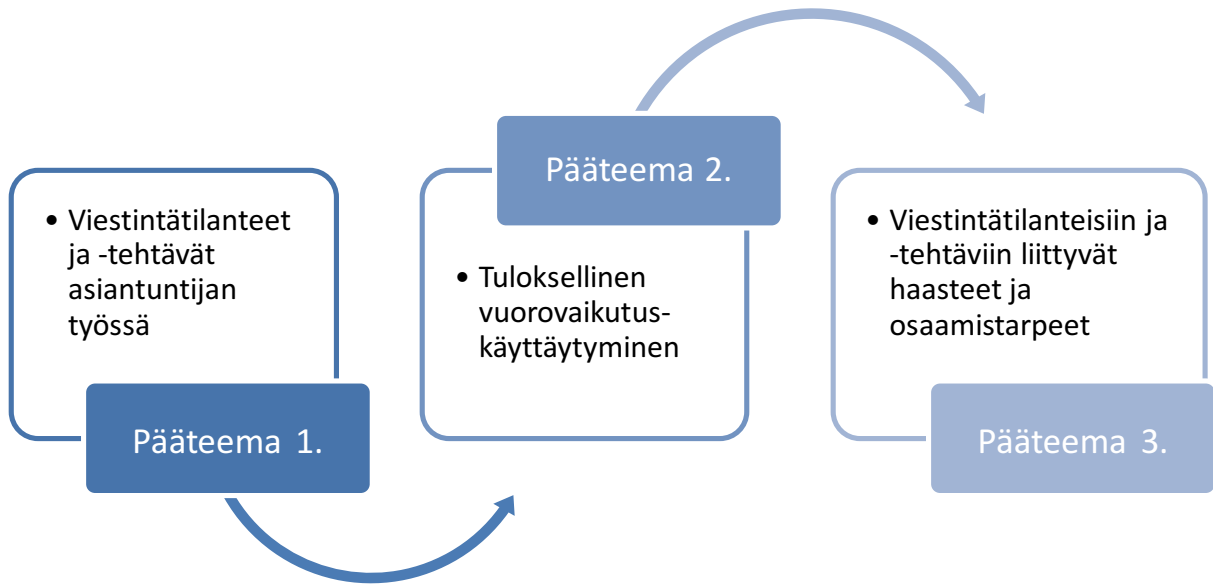 • Viestintätilanteet
ja -tehtävät
asiantuntijan
työssä
Pääteema 1.
Pääteema 2.
• Tuloksellinen
vuorovaikutus-
käyttäytyminen
• Viestintätilanteisiin ja
-tehtäviin liittyvät
haasteet ja
osaamistarpeet
Pääteema 3.